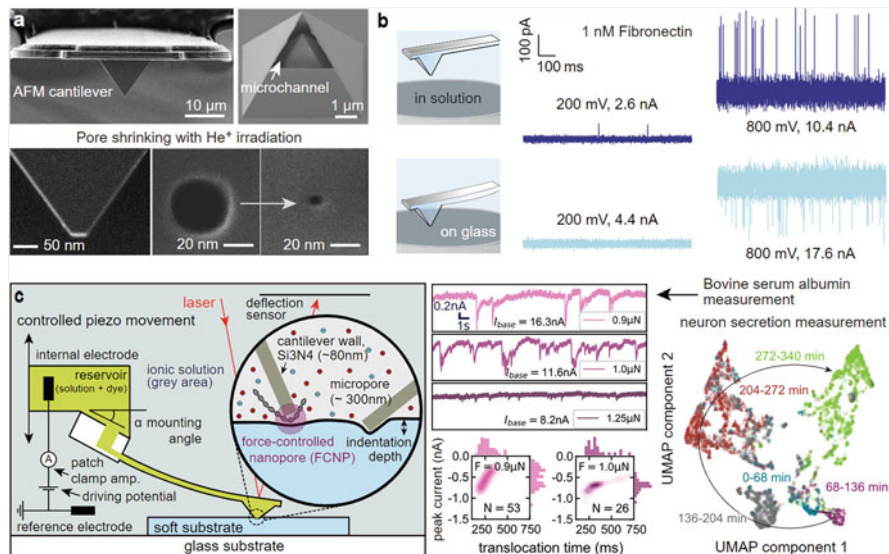 a
AFM cantilever
10 µm
microchannel
1 µm
Pore shrinking with He⁺ irradiation
50 nm
20 nm
20 nm
b
in solution
on glass
100 pA
100 ms
1 nM Fibronectin
200 mV, 2.6 nA
800 mV, 10.4 nA
200 mV, 4.4 nA
800 mV, 17.6 nA
c
controlled piezo movement
laser
deflection
sensor
internal electrode
reservoir
(solution + dye)
ionic solution
(grey area)
α mounting
angle
A
patch
clamp amp.
driving potential
reference electrode
cantilever wall,
Si3N4 (~80nm)
micropore
(~ 300nm)
force-controlled
nanopore (FCNP)
indentation
depth
soft substrate
glass substrate
0.2nA
1s
Ibase = 16.3nA
0.9µN
Ibase = 11.6nA
1.0µN
Ibase = 8.2nA
1.25µN
Bovine serum albumin
measurement
peak current (nA)
0.0
-0.5
-1.0
-1.5
F = 0.9µN
N = 53
F = 1.0µN
N = 26
250 500 750
250 500 750
translocation time (ms)
neuron secretion measurement
272-340 min
204-272 min
0-68 min
68-136 min
136-204 min
UMAP component 2
UMAP component 1